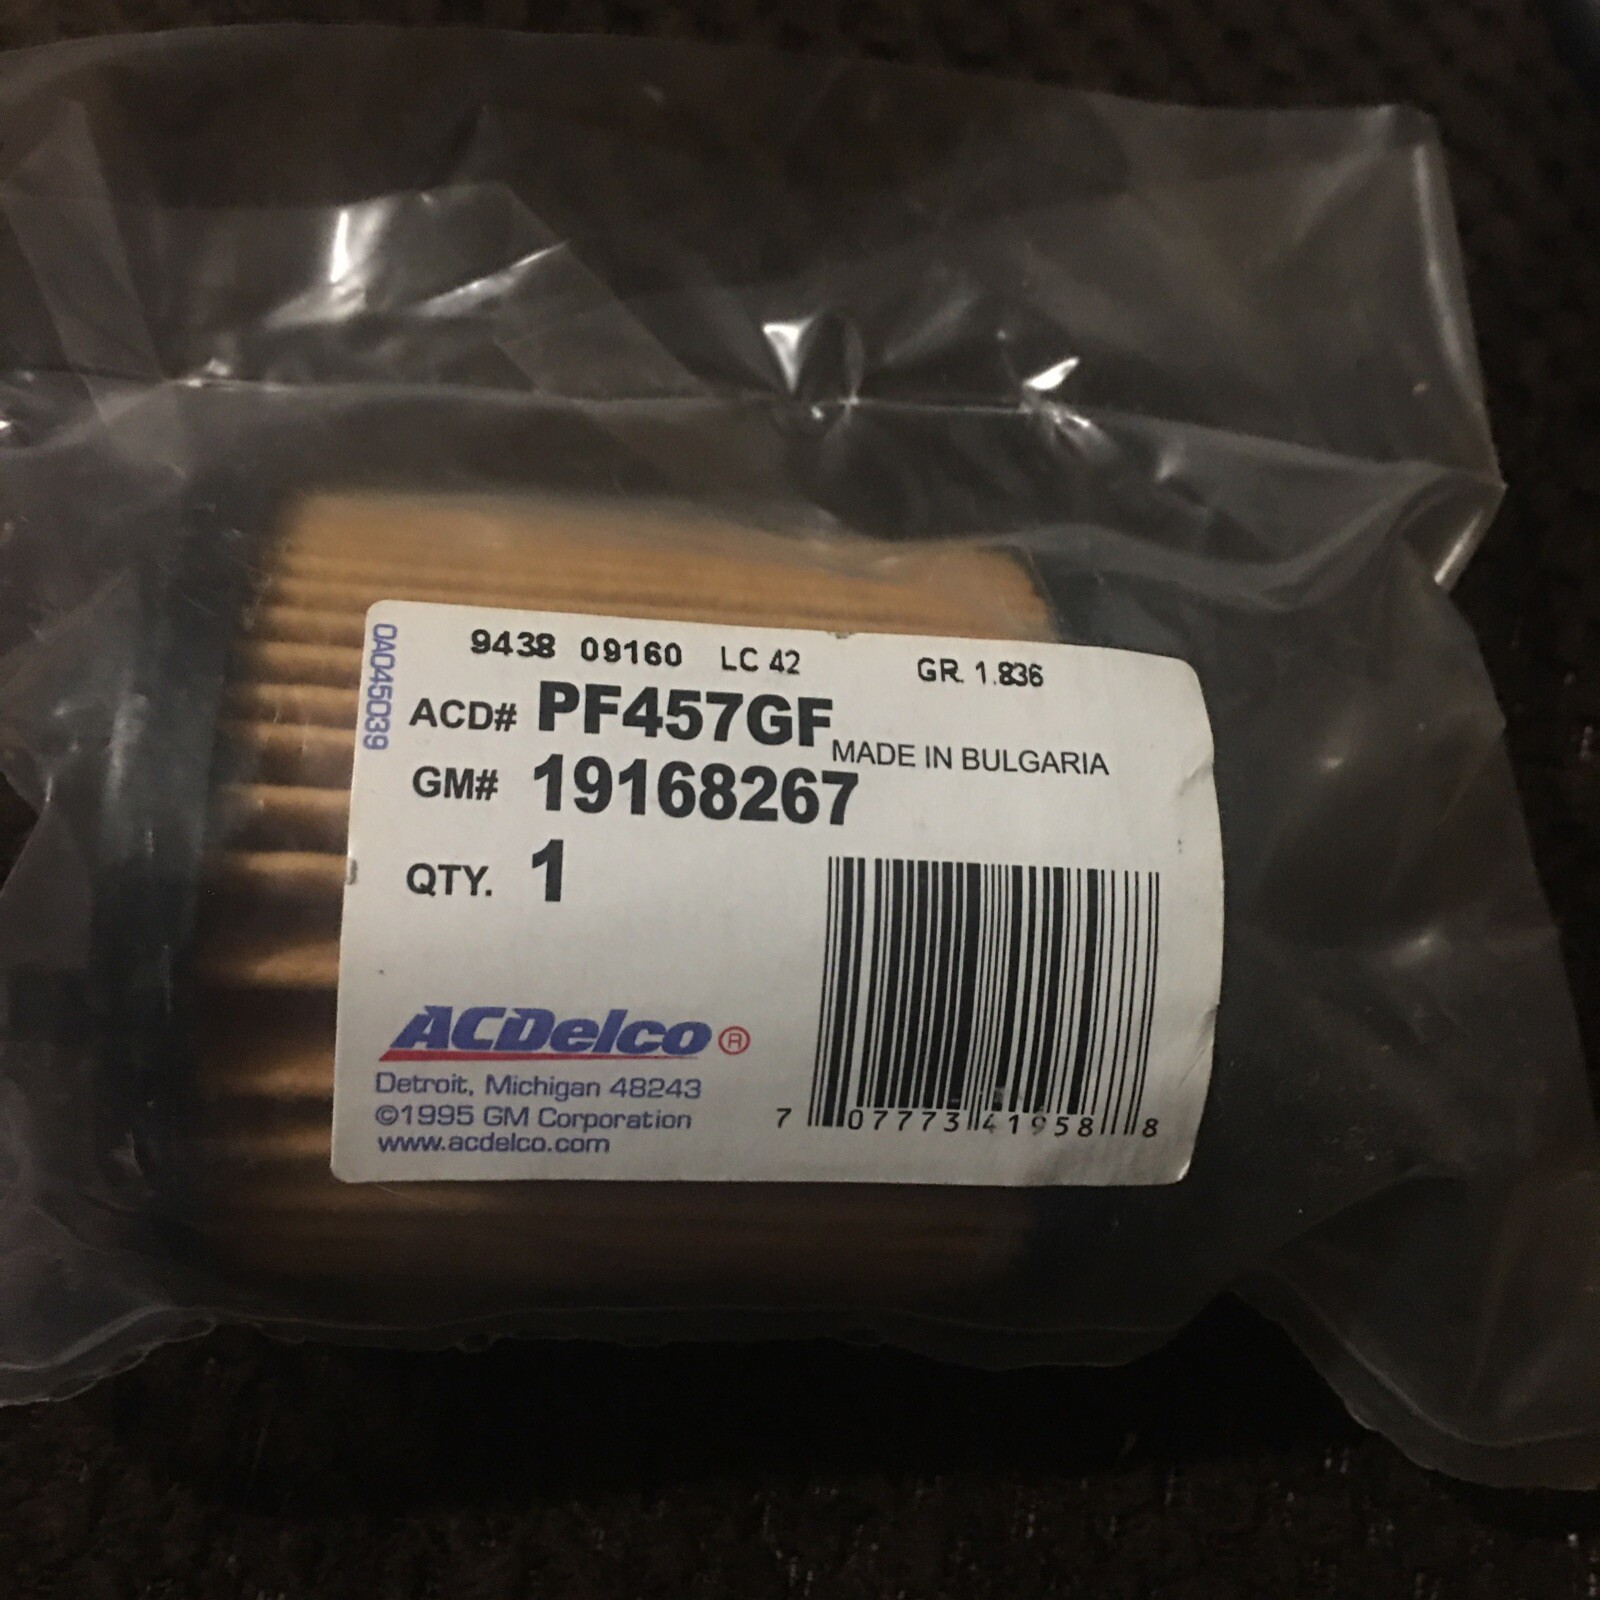 9438 09160 LC 42 GR. 1.836
0A045039
ACD# PF457GF
MADE IN BULGARIA
GM# 19168267
QTY. 1
ACDelco®
Detroit, Michigan 48243
©1995 GM Corporation
www.acdelco.com
7 07773 41958 8